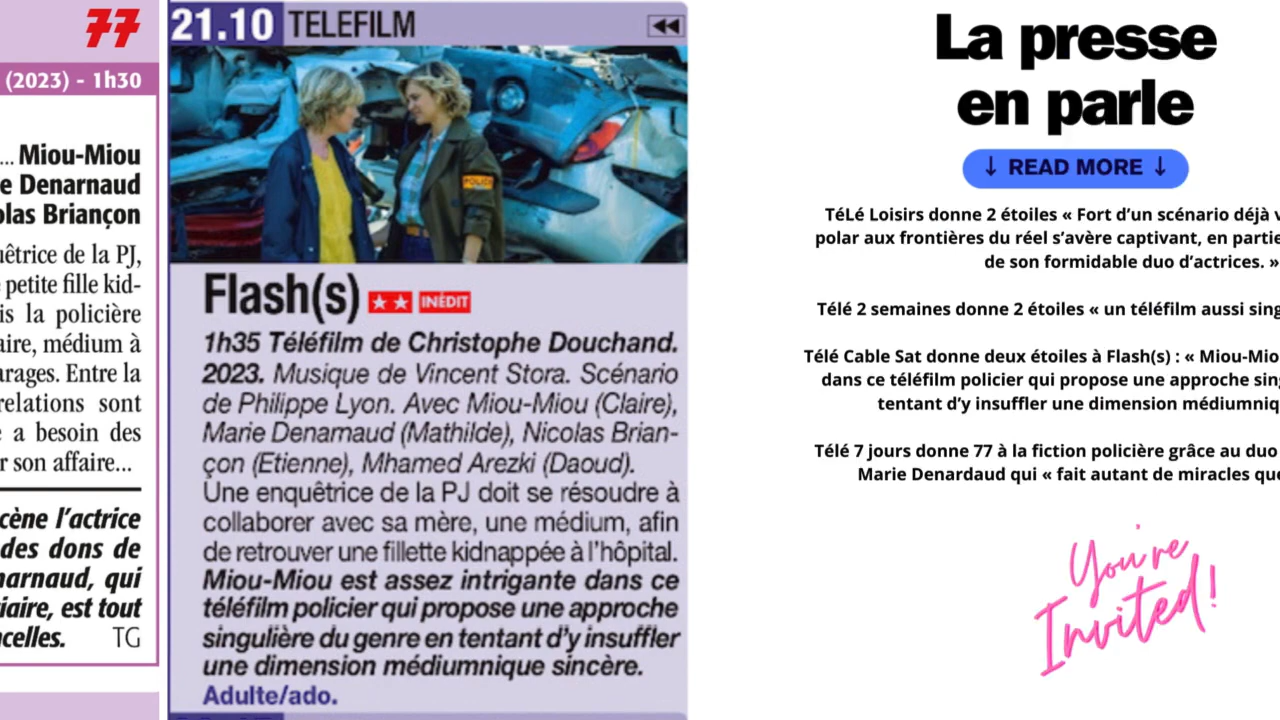 77
(2023) - 1h30
... Miou-Miou
e Denarnaud
olas Briançon
uêtrice de la PJ,
petite fille kid-
is la policière
aire, médium à
arages. Entre la
relations sont
a besoin des
r son affaire...
cène l'actrice
des dons de
narnaud, qui
iaire, est tout
celles. TG
21.10 TELEFILM
POLICE
Flash(s) ★★ INÉDIT
1h35 Téléfilm de Christophe Douchand.
2023. Musique de Vincent Stora. Scénario
de Philippe Lyon. Avec Miou-Miou (Claire),
Marie Denarnaud (Mathilde), Nicolas Brian-
çon (Etienne), Mhamed Arezki (Daoud).
Une enquêtrice de la PJ doit se résoudre à
collaborer avec sa mère, une médium, afin
de retrouver une fillette kidnappée à l'hôpital.
Miou-Miou est assez intrigante dans ce
téléfilm policier qui propose une approche
singulière du genre en tentant d'y insuffler
une dimension médiumnique sincère.
Adulte/ado.
La presse
en parle
↓ READ MORE ↓
TéLé Loisirs donne 2 étoiles « Fort d'un scénario déjà v
polar aux frontières du réel s'avère captivant, en partie
de son formidable duo d'actrices. »
Télé 2 semaines donne 2 étoiles « un téléfilm aussi sing
Télé Cable Sat donne deux étoiles à Flash(s) : « Miou-Mio
dans ce téléfilm policier qui propose une approche sing
tentant d'y insuffler une dimension médiumniq
Télé 7 jours donne 77 à la fiction policière grâce au duo
Marie Denardaud qui « fait autant de miracles que
You're
Invited!